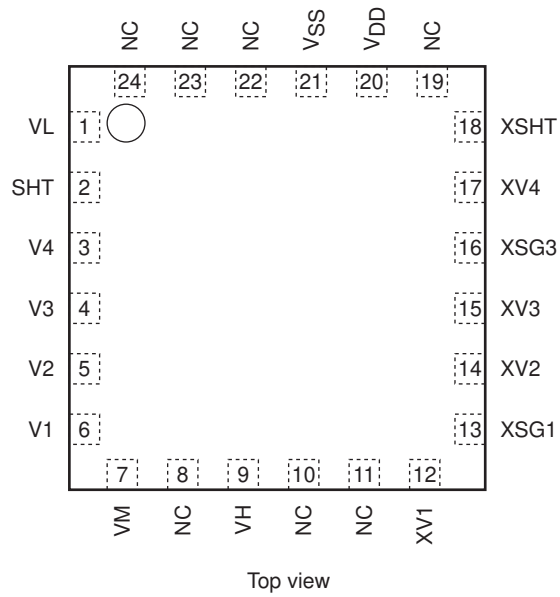 NC NC NC VSS VDD NC
24 23 22 21 20 19
VL 1 18 XSHT
SHT 2 17 XV4
V4 3 16 XSG3
V3 4 15 XV3
V2 5 14 XV2
V1 6 13 XSG1
7 8 9 10 11 12
VM NC VH NC NC XV1
Top view